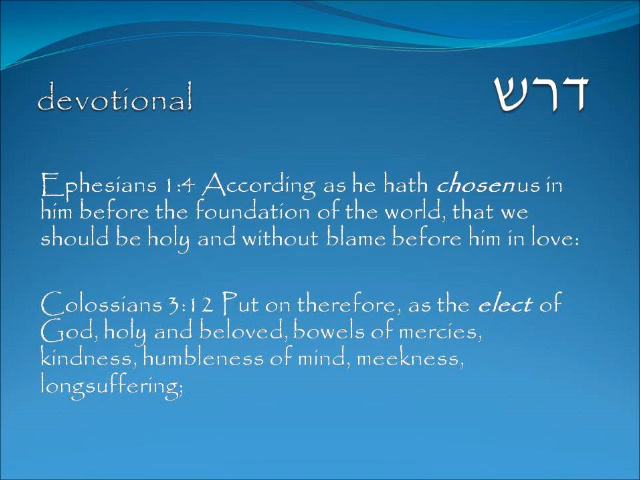 devotional
דרש
Ephesians 1:4 According as he hath chosen us in
him before the foundation of the world, that we
should be holy and without blame before him in love:
Colossians 3:12 Put on therefore, as the elect of
God, holy and beloved, bowels of mercies,
kindness, humbleness of mind, meekness,
longsuffering;